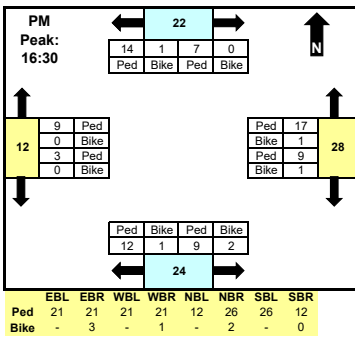 PM
Peak:
16:30
22
N
14 1 7 0
Ped Bike Ped Bike
12
9 Ped
0 Bike
3 Ped
0 Bike
Ped 17
Bike 1
Ped 9
Bike 1
28
Ped Bike Ped Bike
12 1 9 2
24
EBL EBR WBL WBR NBL NBR SBL SBR
Ped 21 21 21 21 12 26 26 12
Bike - 3 - 1 - 2 - 0